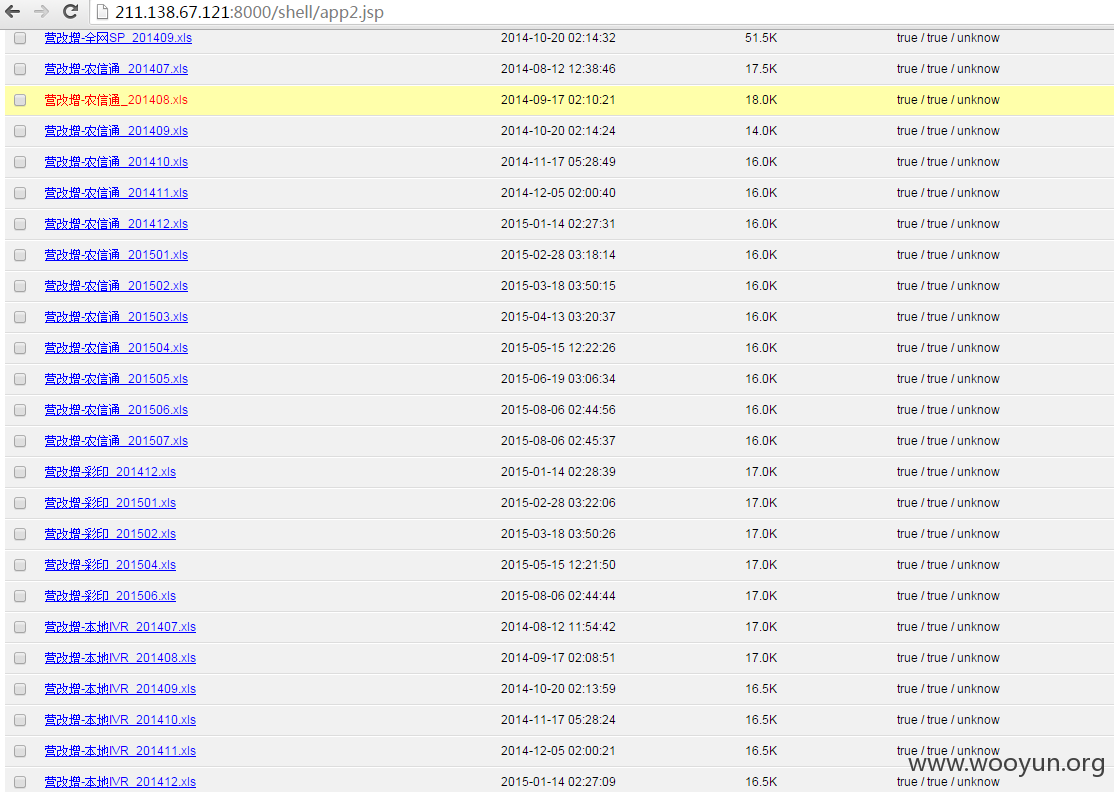 211.138.67.121:8000/shell/app2.jsp
营改增-全网SP_201409.xls 2014-10-20 02:14:32 51.5K true / true / unknow
营改增-农信通_201407.xls 2014-08-12 12:38:46 17.5K true / true / unknow
营改增-农信通_201408.xls 2014-09-17 02:10:21 18.0K true / true / unknow
营改增-农信通_201409.xls 2014-10-20 02:14:24 14.0K true / true / unknow
营改增-农信通_201410.xls 2014-11-17 05:28:49 16.0K true / true / unknow
营改增-农信通_201411.xls 2014-12-05 02:00:40 16.0K true / true / unknow
营改增-农信通_201412.xls 2015-01-14 02:27:31 16.0K true / true / unknow
营改增-农信通_201501.xls 2015-02-28 03:18:14 16.0K true / true / unknow
营改增-农信通_201502.xls 2015-03-18 03:50:15 16.0K true / true / unknow
营改增-农信通_201503.xls 2015-04-13 03:20:37 16.0K true / true / unknow
营改增-农信通_201504.xls 2015-05-15 12:22:26 16.0K true / true / unknow
营改增-农信通_201505.xls 2015-06-19 03:06:34 16.0K true / true / unknow
营改增-农信通_201506.xls 2015-08-06 02:44:56 16.0K true / true / unknow
营改增-农信通_201507.xls 2015-08-06 02:45:37 16.0K true / true / unknow
营改增-彩印_201412.xls 2015-01-14 02:28:39 17.0K true / true / unknow
营改增-彩印_201501.xls 2015-02-28 03:22:06 17.0K true / true / unknow
营改增-彩印_201502.xls 2015-03-18 03:50:26 17.0K true / true / unknow
营改增-彩印_201504.xls 2015-05-15 12:21:50 17.0K true / true / unknow
营改增-彩印_201506.xls 2015-08-06 02:44:44 17.0K true / true / unknow
营改增-本地IVR_201407.xls 2014-08-12 11:54:42 17.0K true / true / unknow
营改增-本地IVR_201408.xls 2014-09-17 02:08:51 17.0K true / true / unknow
营改增-本地IVR_201409.xls 2014-10-20 02:13:59 16.5K true / true / unknow
营改增-本地IVR_201410.xls 2014-11-17 05:28:24 16.5K true / true / unknow
营改增-本地IVR_201411.xls 2014-12-05 02:00:21 16.5K true / true / unknow
www.wooyun.org
营改增-本地IVR_201412.xls 2015-01-14 02:27:09 16.5K true / true / unknow